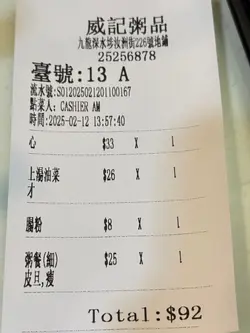 威記粥品
九龍深水埗汝洲街226號地鋪
25256878
臺號:13 A
流水號:S012025021201100167
點菜人: CASHIER AM
時間:2025-02-12 13:57:40
心 $33 X 1
上湯油菜 $26 X 1
才
腸粉 $8 X 1
粥餐(細) $25 X 1
皮旦,瘦
Total:$92